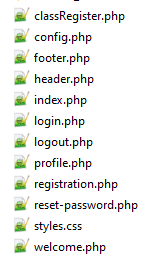 classRegister.php
config.php
footer.php
header.php
index.php
login.php
logout.php
profile.php
registration.php
reset-password.php
styles.css
welcome.php